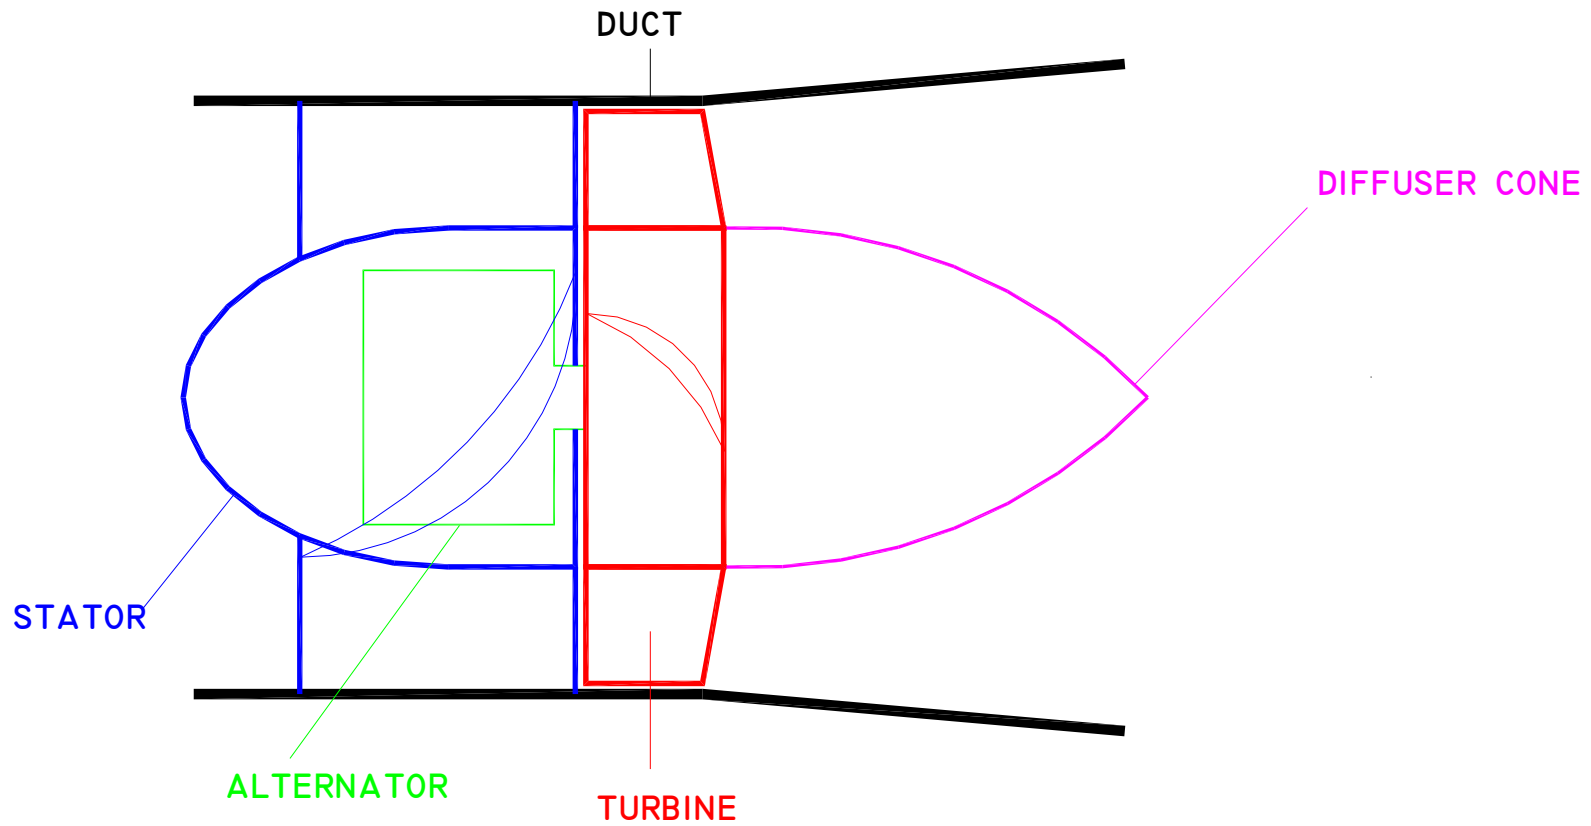 DUCT
DIFFUSER CONE
STATOR
ALTERNATOR
TURBINE